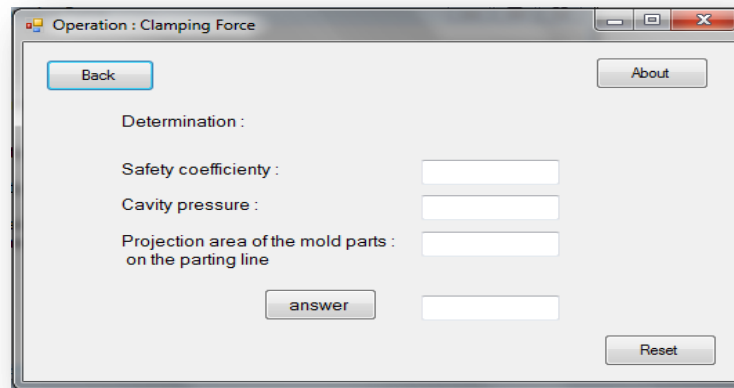 Operation : Clamping Force
Back
About
Determination :
Safety coefficienty :
Cavity pressure :
Projection area of the mold parts :
on the parting line
answer
Reset